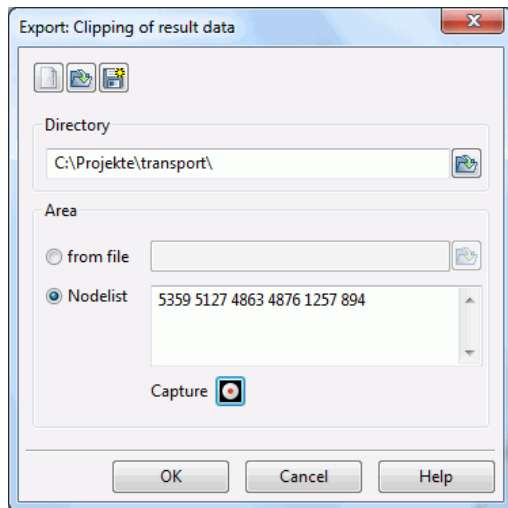 Export: Clipping of result data
Directory
C:\Projekte\transport\
Area
from file
Nodelist
5359 5127 4863 4876 1257 894
Capture
OK Cancel Help